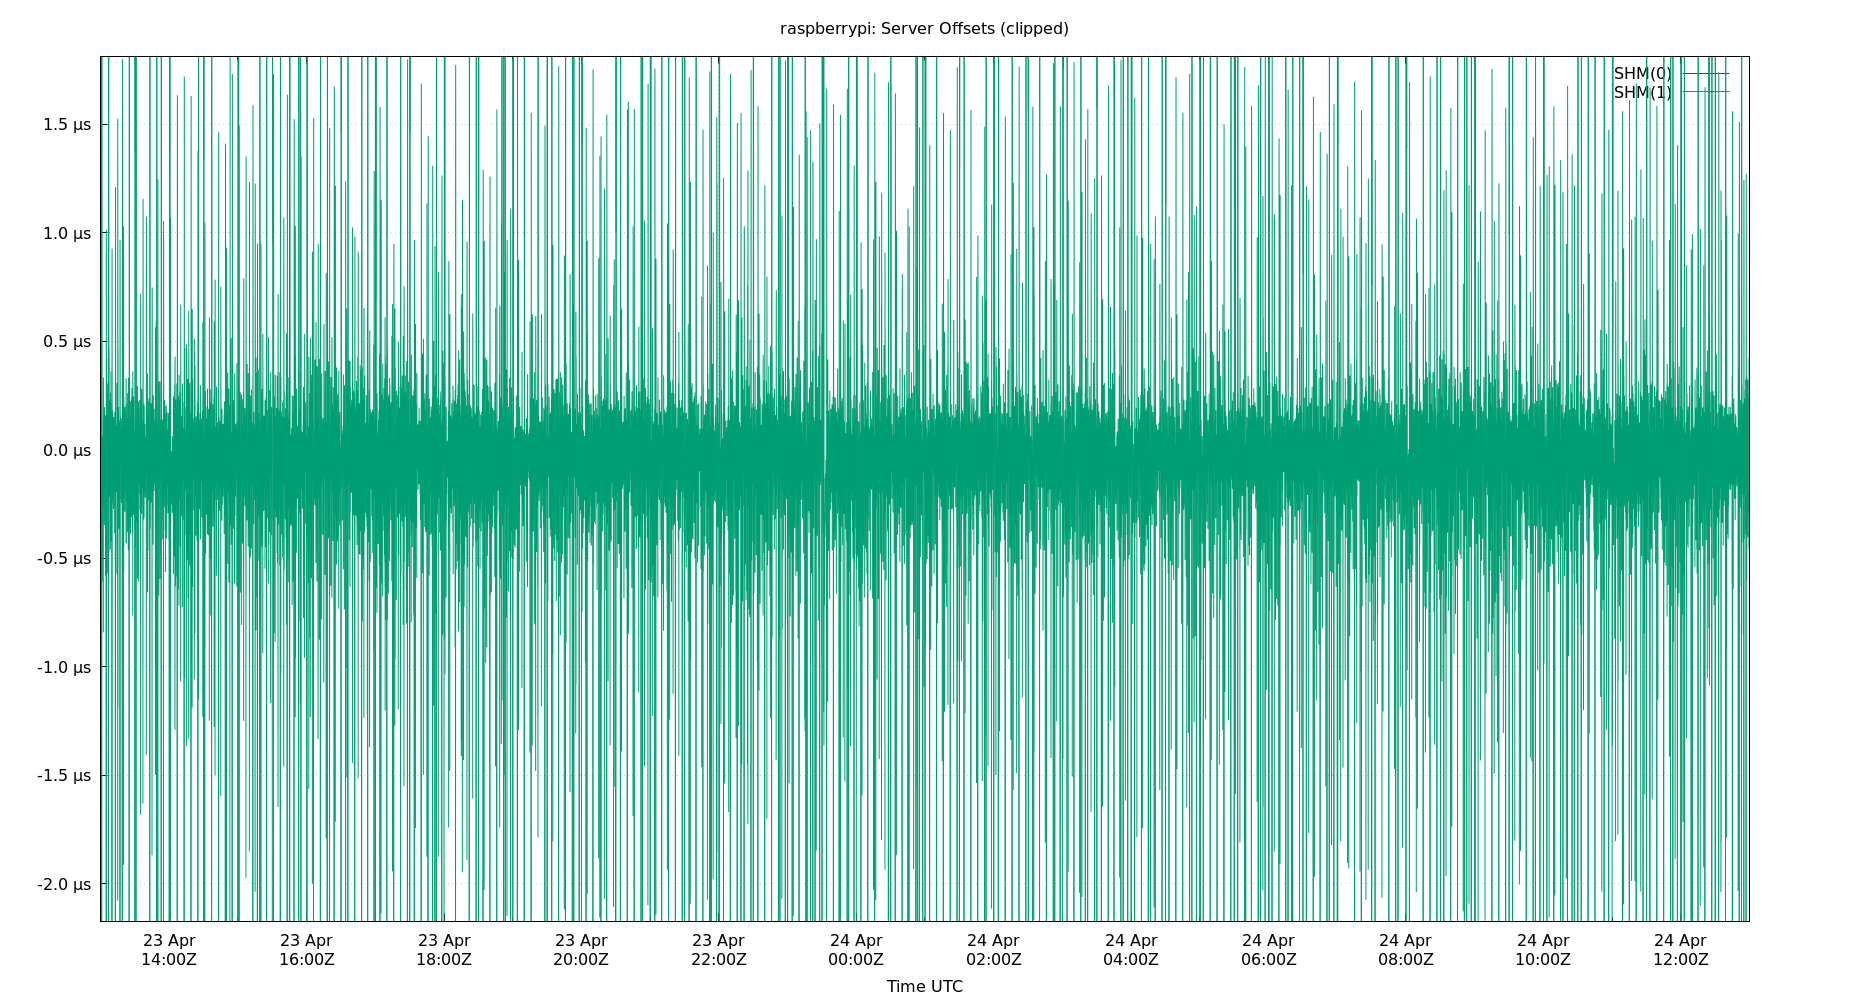 raspberrypi: Server Offsets (clipped)
SHM(0)
SHM(1)
1.5 µs
1.0 µs
0.5 µs
0.0 µs
-0.5 µs
-1.0 µs
-1.5 µs
-2.0 µs
23 Apr 23 Apr 23 Apr 23 Apr 23 Apr 24 Apr 24 Apr 24 Apr 24 Apr 24 Apr 24 Apr 24 Apr
14:00Z 16:00Z 18:00Z 20:00Z 22:00Z 00:00Z 02:00Z 04:00Z 06:00Z 08:00Z 10:00Z 12:00Z
Time UTC